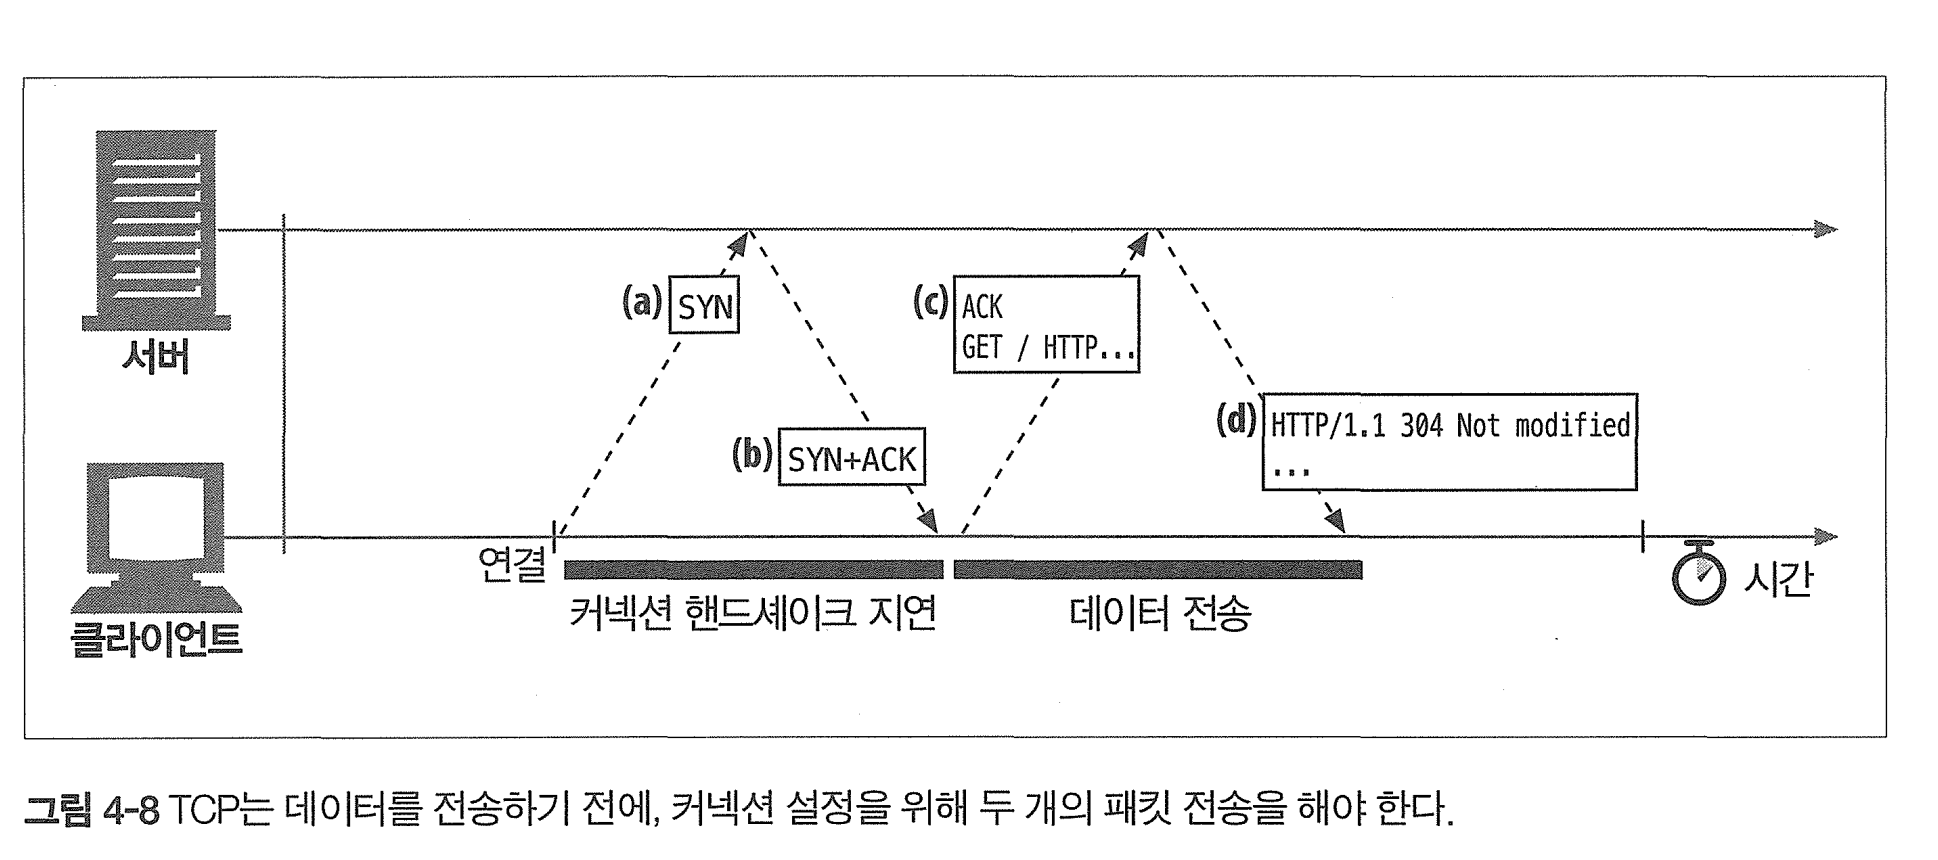 서버
(a) SYN
(c) ACK
GET / HTTP...
(b) SYN+ACK
(d) HTTP/1.1 304 Not modified
...
연결
시간
커넥션 핸드셰이크 지연
데이터 전송
클라이언트
그림 4-8 TCP는 데이터를 전송하기 전에, 커넥션 설정을 위해 두 개의 패킷 전송을 해야 한다.